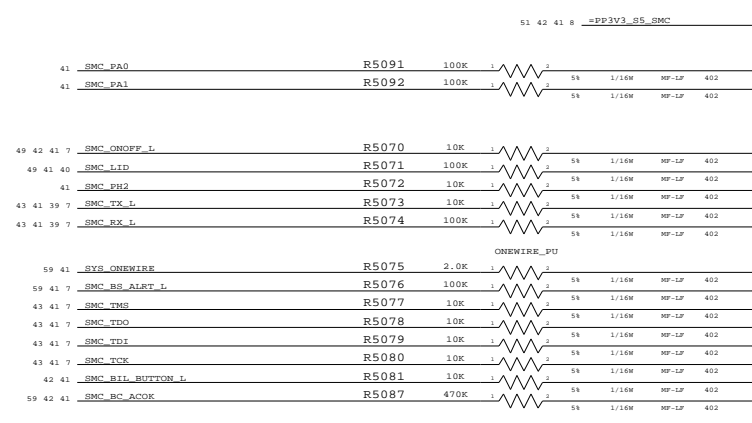 51 42 41 8 =PP3V3_S5_SMC
41 SMC_PA0 R5091 100K 1 2
5% 1/16W MF-LF 402
41 SMC_PA1 R5092 100K 1 2
5% 1/16W MF-LF 402
49 42 41 7 SMC_ONOFF_L R5070 10K 1 2
5% 1/16W MF-LF 402
49 41 40 SMC_LID R5071 100K 1 2
5% 1/16W MF-LF 402
41 SMC_PH2 R5072 10K 1 2
5% 1/16W MF-LF 402
43 41 39 7 SMC_TX_L R5073 10K 1 2
5% 1/16W MF-LF 402
43 41 39 7 SMC_RX_L R5074 100K 1 2
5% 1/16W MF-LF 402
ONEWIRE_PU
59 41 SYS_ONEWIRE R5075 2.0K 1 2
5% 1/16W MF-LF 402
59 41 7 SMC_BS_ALRT_L R5076 100K 1 2
5% 1/16W MF-LF 402
43 41 7 SMC_TMS R5077 10K 1 2
5% 1/16W MF-LF 402
43 41 7 SMC_TDO R5078 10K 1 2
5% 1/16W MF-LF 402
43 41 7 SMC_TDI R5079 10K 1 2
5% 1/16W MF-LF 402
43 41 7 SMC_TCK R5080 10K 1 2
5% 1/16W MF-LF 402
42 41 SMC_BIL_BUTTON_L R5081 10K 1 2
5% 1/16W MF-LF 402
59 42 41 SMC_BC_ACOK R5087 470K 1 2
5% 1/16W MF-LF 402